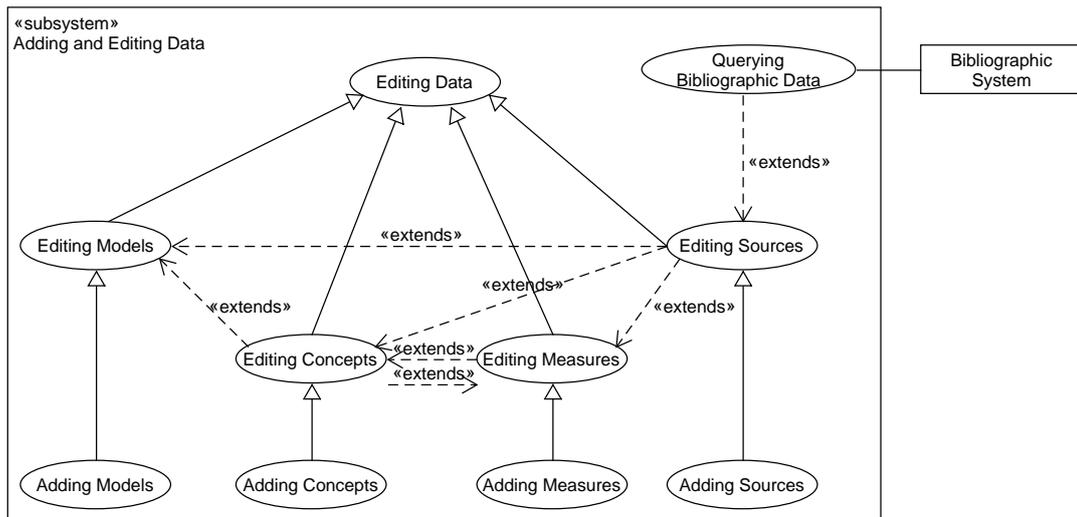 «subsystem»
Adding and Editing Data
Editing Data
Querying
Bibliographic Data
Bibliographic
System
«extends»
Editing Models
«extends»
Editing Sources
«extends»
«extends»
«extends»
Editing Concepts
«extends»
Editing Measures
«extends»
Adding Models
Adding Concepts
Adding Measures
Adding Sources